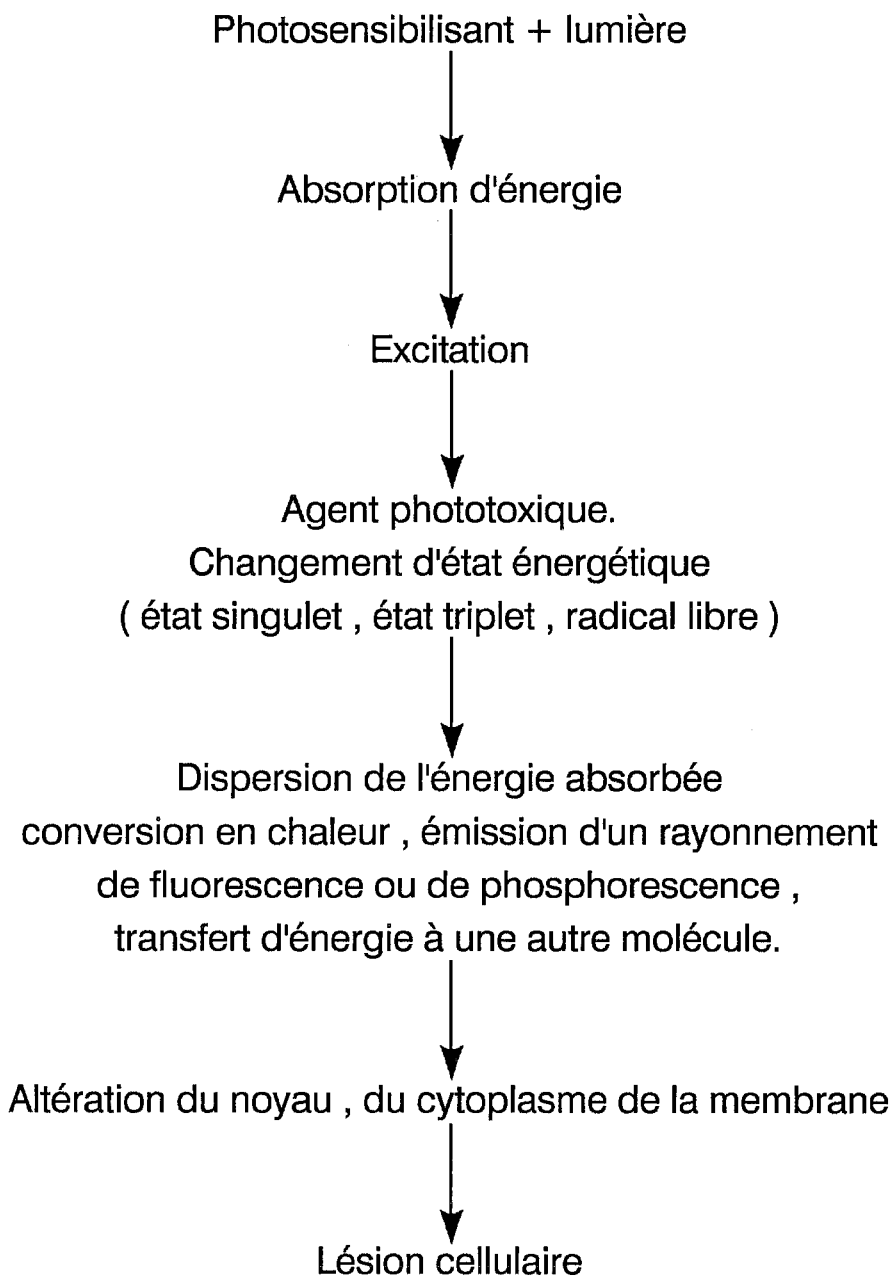 Photosensibilisant + lumière
Absorption d'énergie
Excitation
Agent phototoxique.
Changement d'état énergétique
( état singulet , état triplet , radical libre )
Dispersion de l'énergie absorbée
conversion en chaleur , émission d'un rayonnement
de fluorescence ou de phosphorescence ,
transfert d'énergie à une autre molécule.
Altération du noyau , du cytoplasme de la membrane
Lésion cellulaire